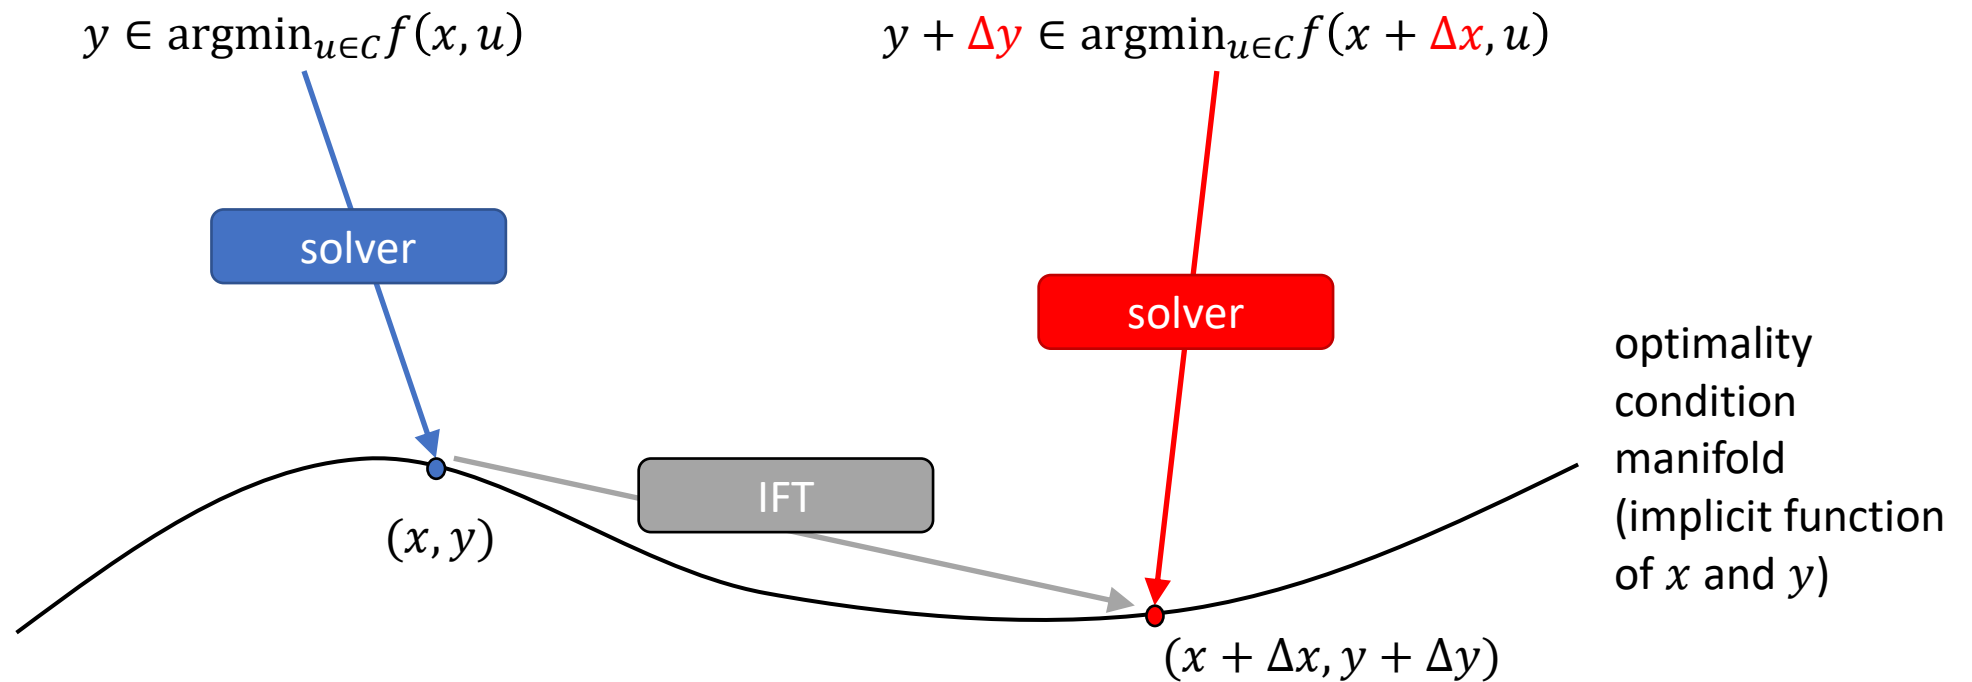 y ∈ argmin_{u∈C} f(x, u)
y + Δy ∈ argmin_{u∈C} f(x + Δx, u)
solver
solver
optimality
condition
manifold
(implicit function
of x and y)
IFT
(x, y)
(x + Δx, y + Δy)